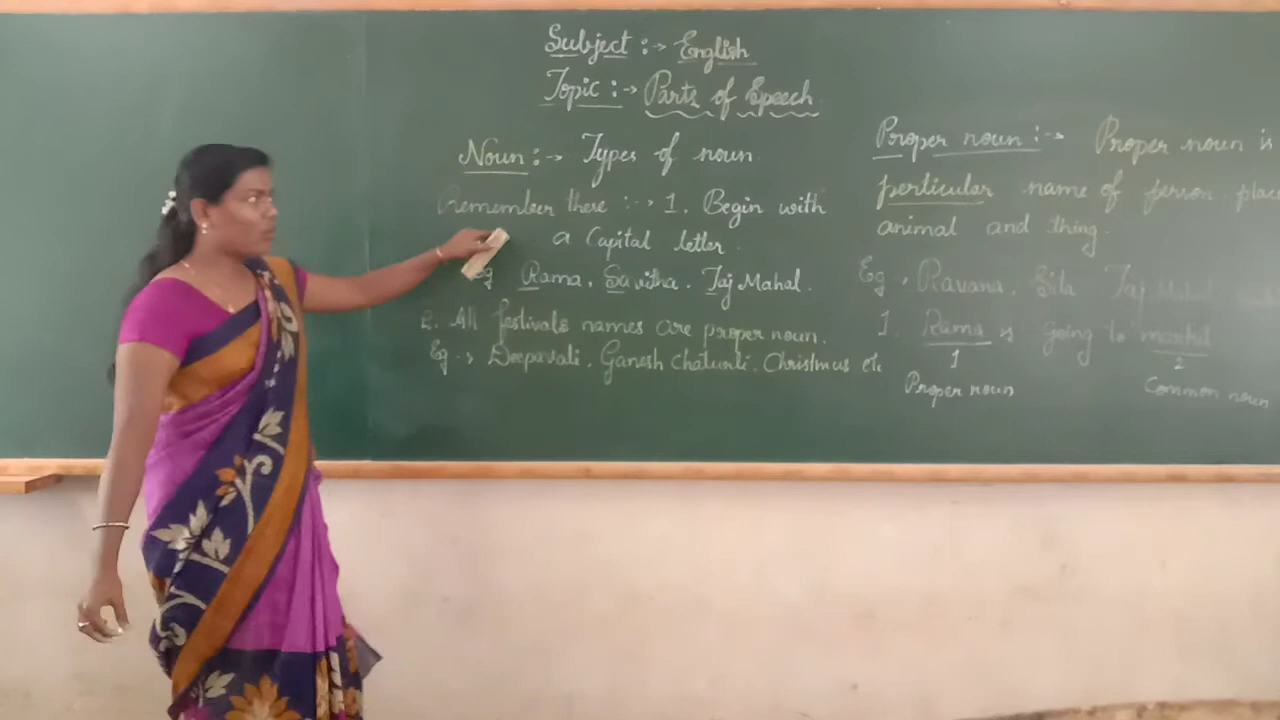 Subject :-> English
Topic :-> Parts of Speech
Noun :-> Types of noun.
Remember there :-> 1. Begin with
a Capital letter.
Eg Rama, Savitha. Taj Mahal.
2. All festivals names are proper noun.
Eg -> Deepavali, Ganesh Chaturti, Christmus etc
Proper noun :-> Proper noun is
perticular name of person place
animal and thing.
Eg , Ravana, Sita Taj Mahal
1. Rama is going to
1 2
Proper noun Common noun